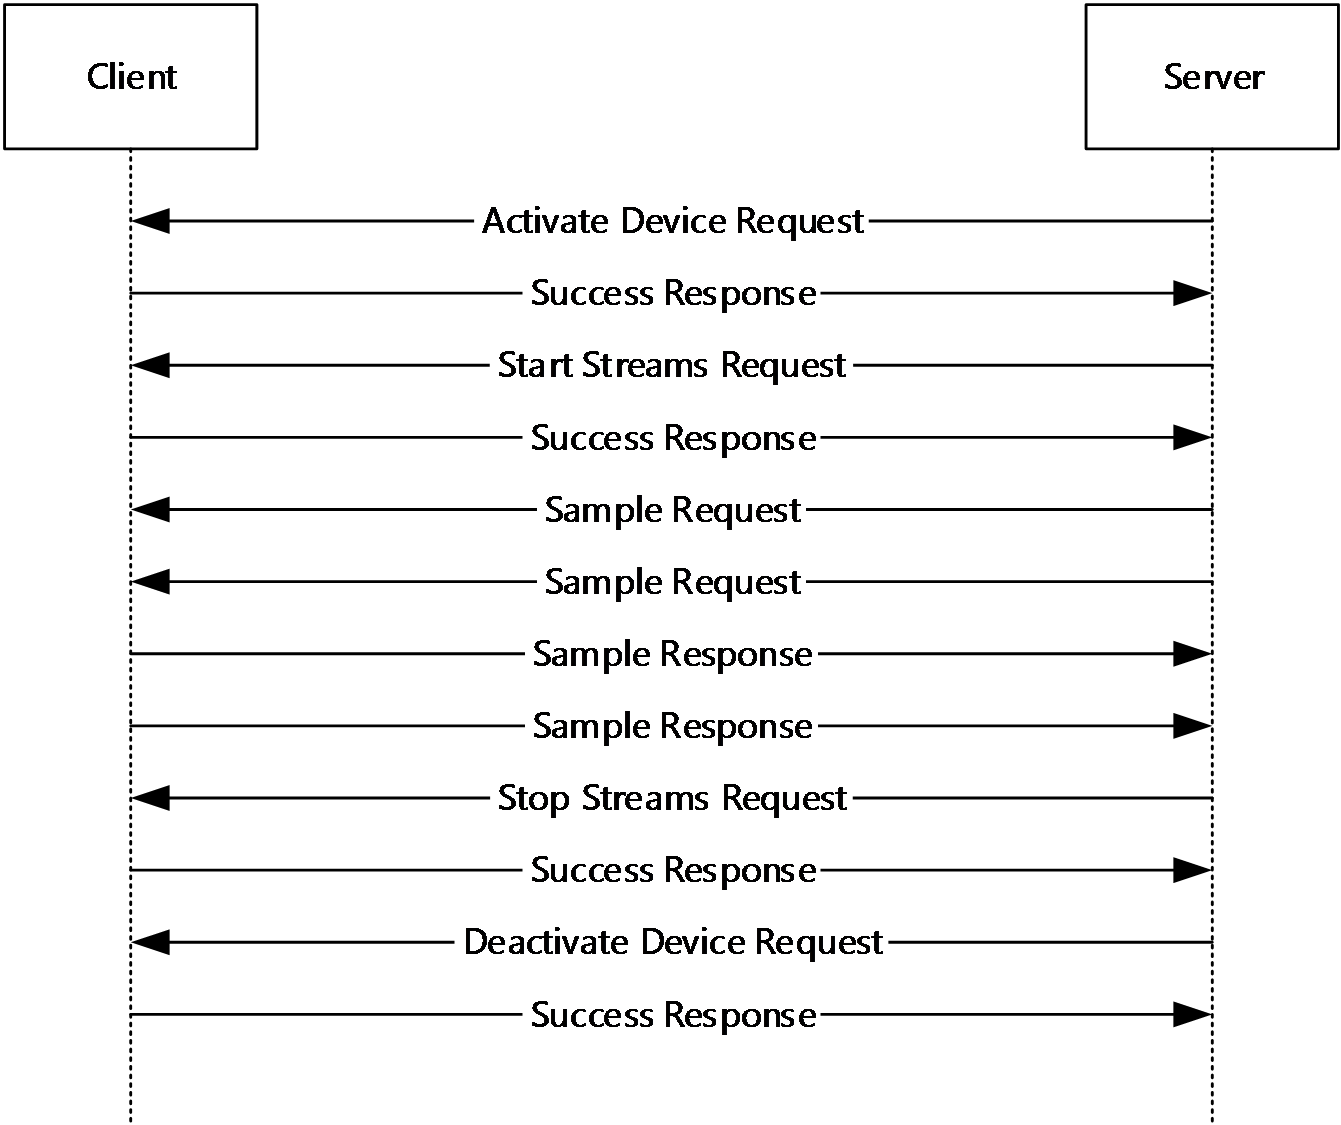 Client
Server
Activate Device Request
Success Response
Start Streams Request
Success Response
Sample Request
Sample Request
Sample Response
Sample Response
Stop Streams Request
Success Response
Deactivate Device Request
Success Response